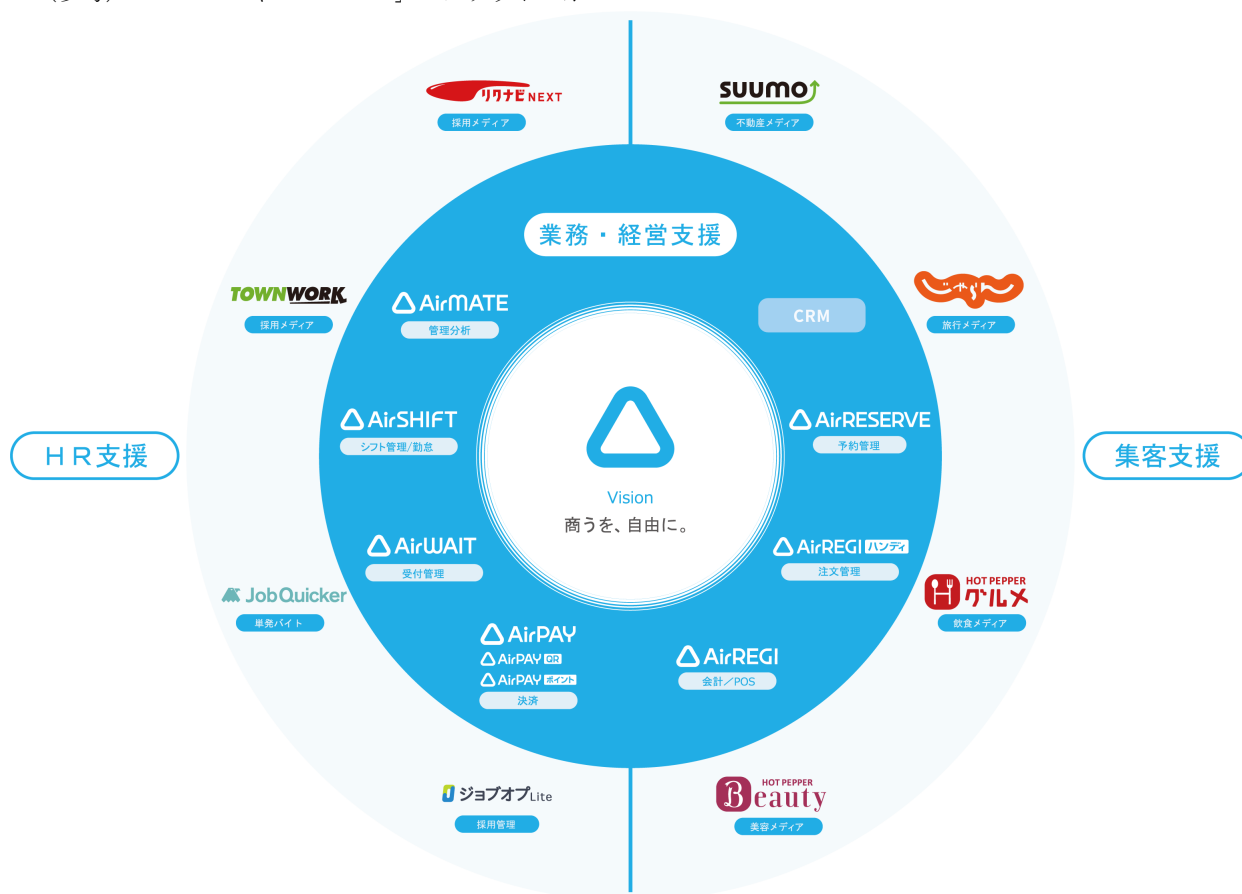 リクナビNEXT
採用メディア
SUUMO
不動産メディア
業務・経営支援
TOWNWORK
採用メディア
AirMATE
管理分析
CRM
じゃらん
旅行メディア
AirSHIFT
シフト管理/勤怠
AirRESERVE
予約管理
HR支援
集客支援
Vision
商うを、自由に。
AirWAIT
受付管理
AirREGI ハンディ
注文管理
JobQuicker
単発バイト
HOT PEPPER
グルメ
飲食メディア
AirPAY
AirPAY QR
AirPAY ポイント
決済
AirREGI
会計／POS
ジョブオプLite
採用管理
HOT PEPPER
Beauty
美容メディア